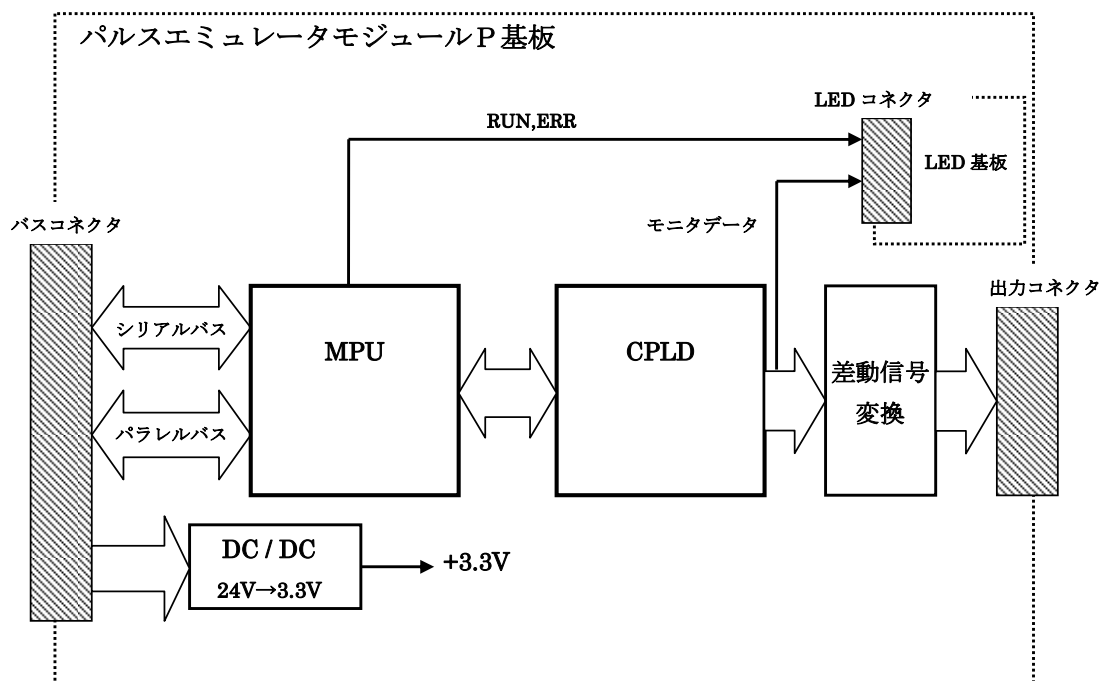 パルスエミュレータモジュールP基板
LED コネクタ
RUN,ERR
LED 基板
バスコネクタ
モニタデータ
出力コネクタ
シリアルバス
MPU
CPLD
差動信号
変換
パラレルバス
DC / DC
24V→3.3V
+3.3V